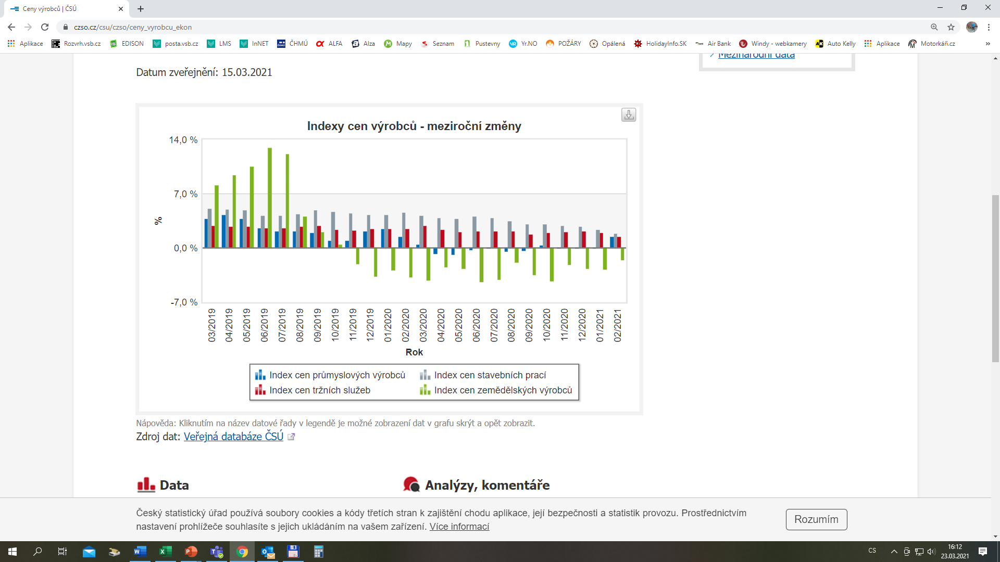 Ceny výrobců | ČSÚ
czso.cz/csu/czso/ceny_vyrobcu_ekon
Aplikace Rozvrh.vsb.cz EDISON posta.vsb.cz LMS InNET ČHMÚ ALFA Alza Mapy Seznam Pustevny Yr.NO POŽÁRY Opálená HolidayInfo.SK Air Bank Windy - webkamery Auto Kelly Aplikace Motorkáři.cz »
Mezinárodní data
Datum zveřejnění: 15.03.2021
Indexy cen výrobců - meziroční změny
14,0 %
7,0 %
0,0 %
-7,0 %
%
03/2019 04/2019 05/2019 06/2019 07/2019 08/2019 09/2019 10/2019 11/2019 12/2019 01/2020 02/2020 03/2020 04/2020 05/2020 06/2020 07/2020 08/2020 09/2020 10/2020 11/2020 12/2020 01/2021 02/2021
Rok
Index cen průmyslových výrobců Index cen stavebních prací
Index cen tržních služeb Index cen zemědělských výrobců
Nápověda: Kliknutím na název datové řady v legendě je možné zobrazení dat v grafu skrýt a opět zobrazit.
Zdroj dat: Veřejná databáze ČSÚ
Data Analýzy, komentáře
Český statistický úřad používá soubory cookies a kódy třetích stran k zajištění chodu aplikace, její bezpečnosti a statistik provozu. Prostřednictvím
nastavení prohlížeče souhlasíte s jejich ukládáním na vašem zařízení. Více informací
Rozumím
CS
16:12
23.03.2021